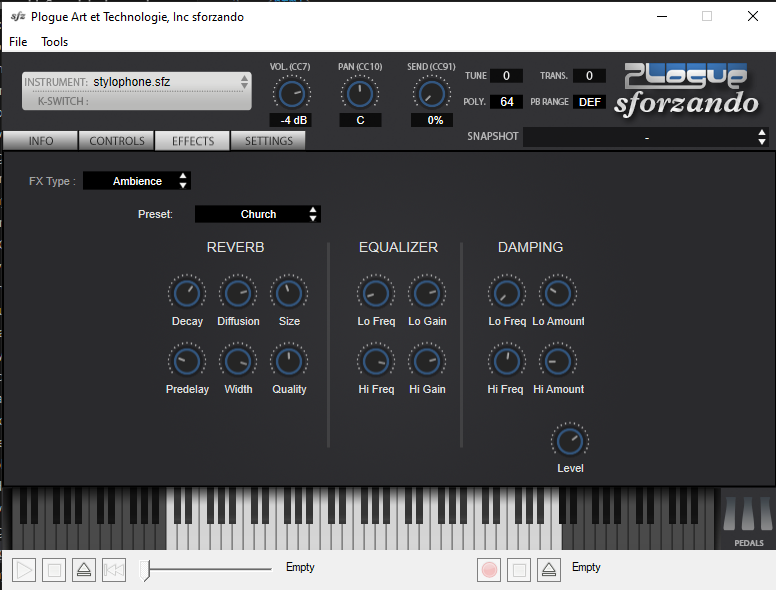 sfz Plogue Art et Technologie, Inc sforzando
File Tools
VOL. (CC7) PAN (CC10) SEND (CC91)
INSTRUMENT: stylophone.sfz
K-SWITCH :
TUNE 0 TRANS. 0
POLY. 64 PB RANGE DEF
-4 dB C 0%
Plogue
sforzando
INFO CONTROLS EFFECTS SETTINGS
SNAPSHOT -
FX Type : Ambience
Preset: Church
REVERB EQUALIZER DAMPING
Decay Diffusion Size Lo Freq Lo Gain Lo Freq Lo Amount
Predelay Width Quality Hi Freq Hi Gain Hi Freq Hi Amount
Level
PEDALS
Empty Empty